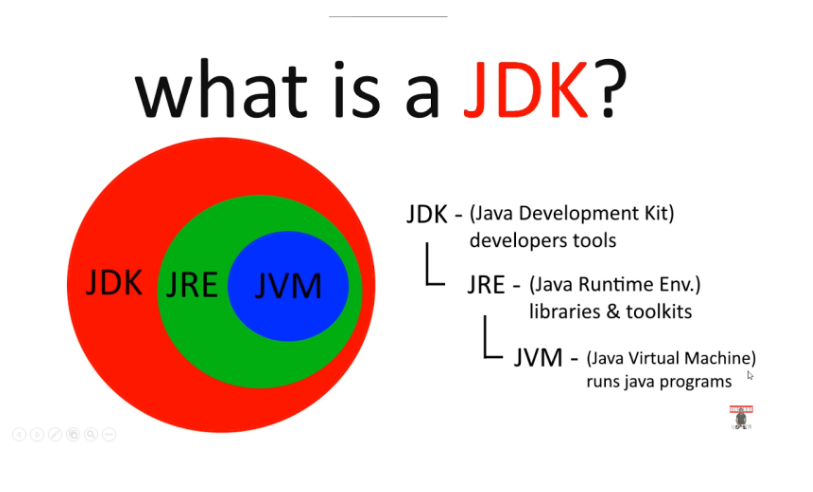 what is a JDK?
JDK JRE JVM
JDK - (Java Development Kit)
developers tools
JRE - (Java Runtime Env.)
libraries & toolkits
JVM - (Java Virtual Machine)
runs java programs